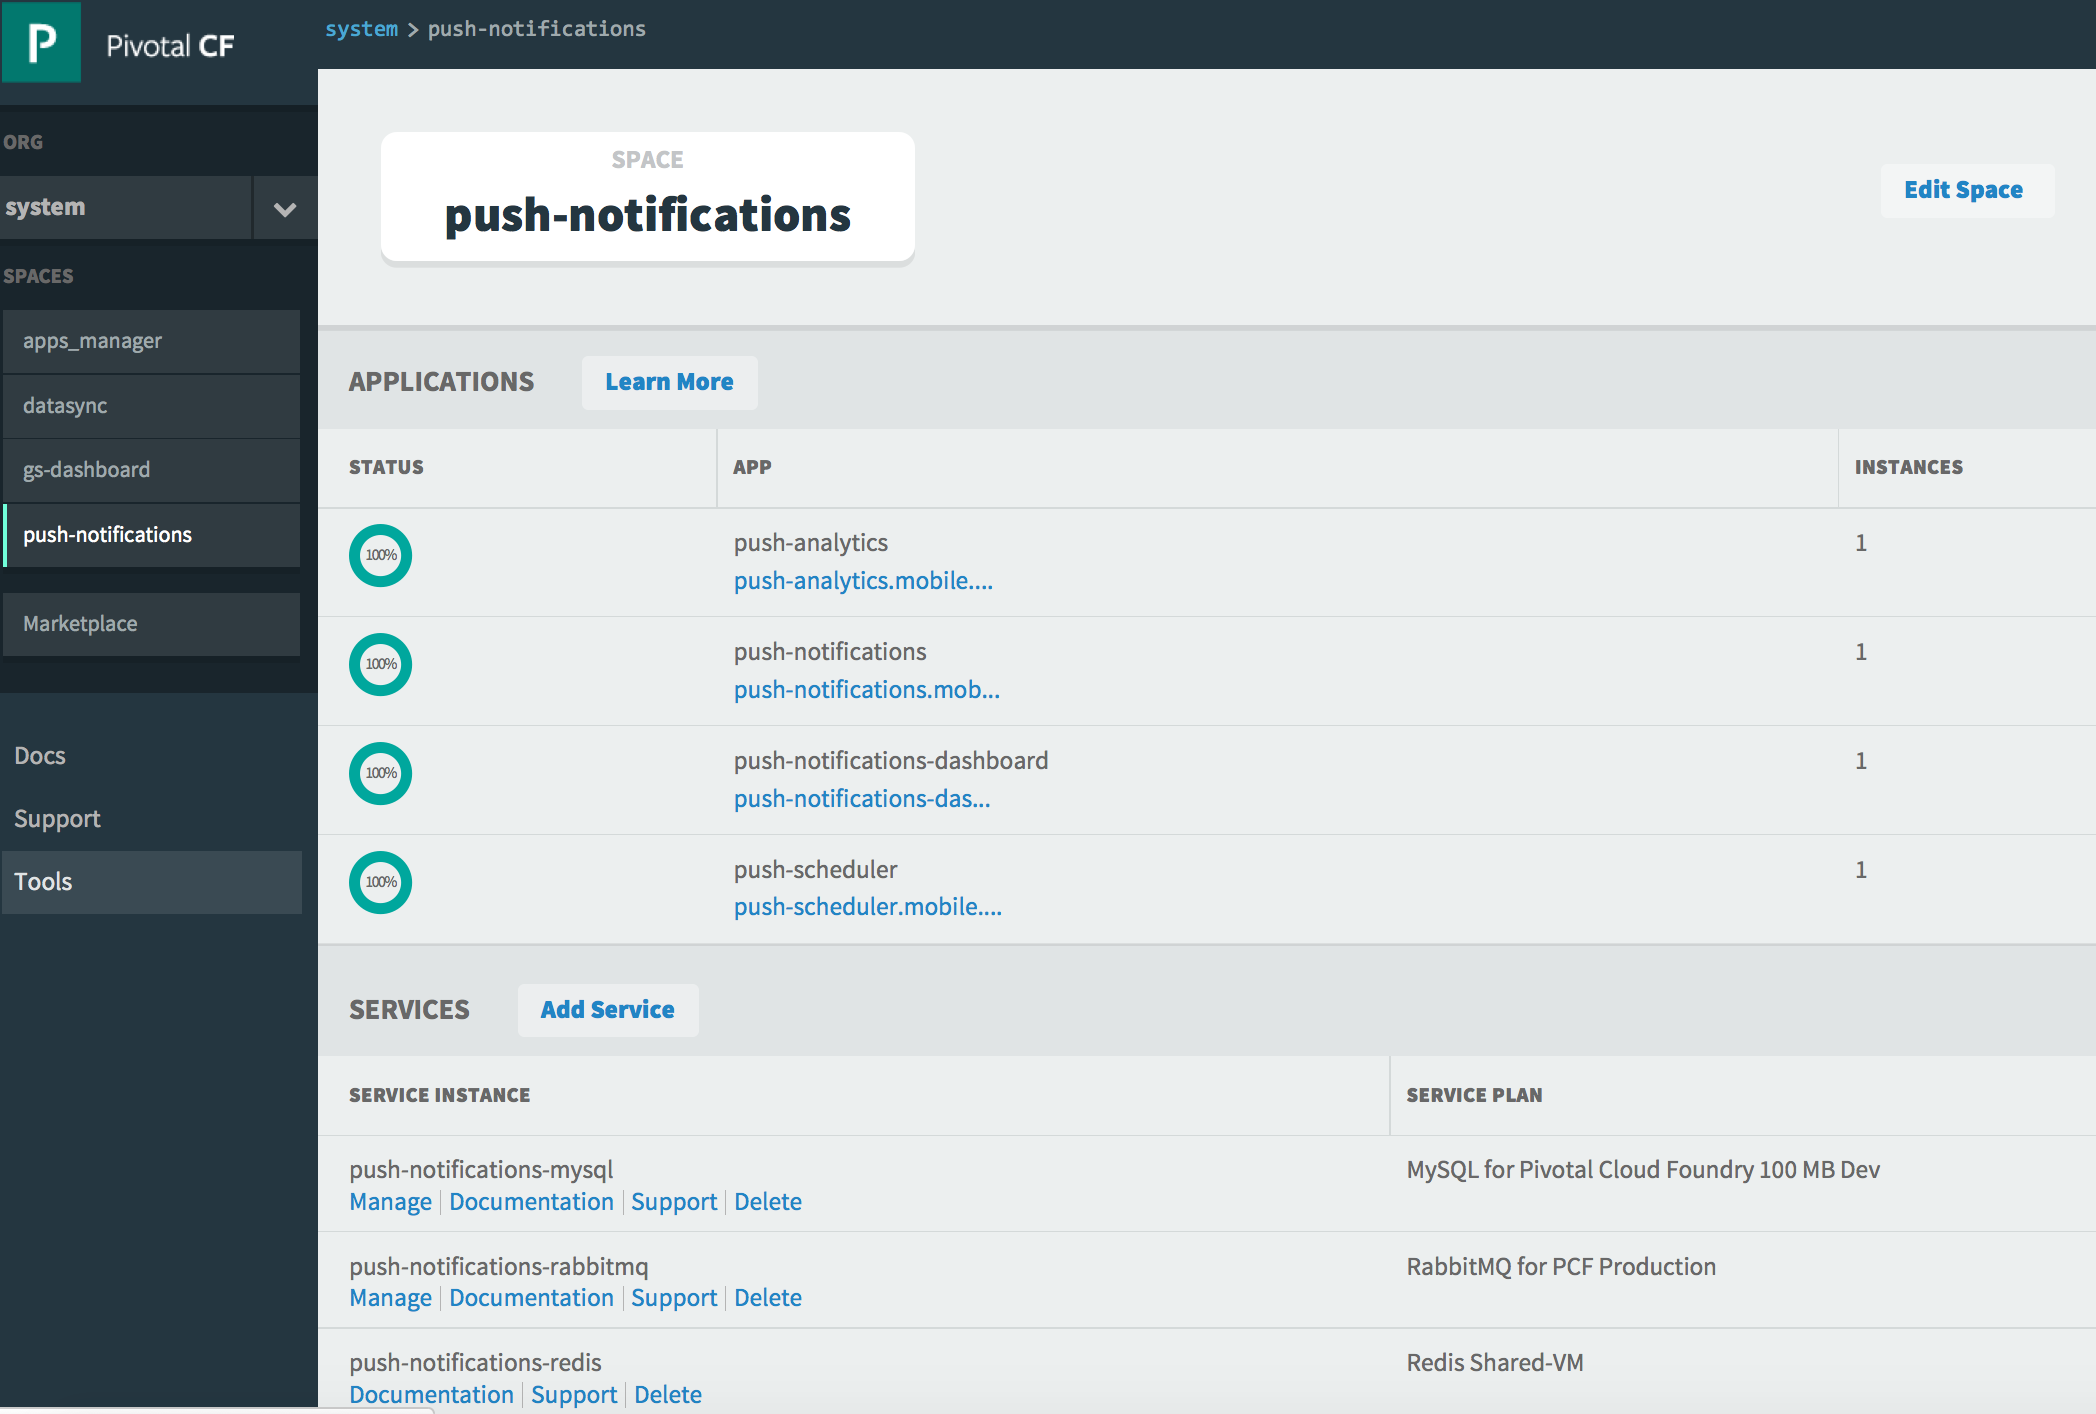 P
Pivotal CF
system > push-notifications
ORG
system
SPACES
apps_manager
datasync
gs-dashboard
push-notifications
Marketplace
Docs
Support
Tools
SPACE
push-notifications
Edit Space
APPLICATIONS
Learn More
STATUS APP INSTANCES
100% push-analytics 1
push-analytics.mobile....
100% push-notifications 1
push-notifications.mob...
100% push-notifications-dashboard 1
push-notifications-das...
100% push-scheduler 1
push-scheduler.mobile....
SERVICES
Add Service
SERVICE INSTANCE SERVICE PLAN
push-notifications-mysql MySQL for Pivotal Cloud Foundry 100 MB Dev
Manage Documentation Support Delete
push-notifications-rabbitmq RabbitMQ for PCF Production
Manage Documentation Support Delete
push-notifications-redis Redis Shared-VM
Documentation Support Delete